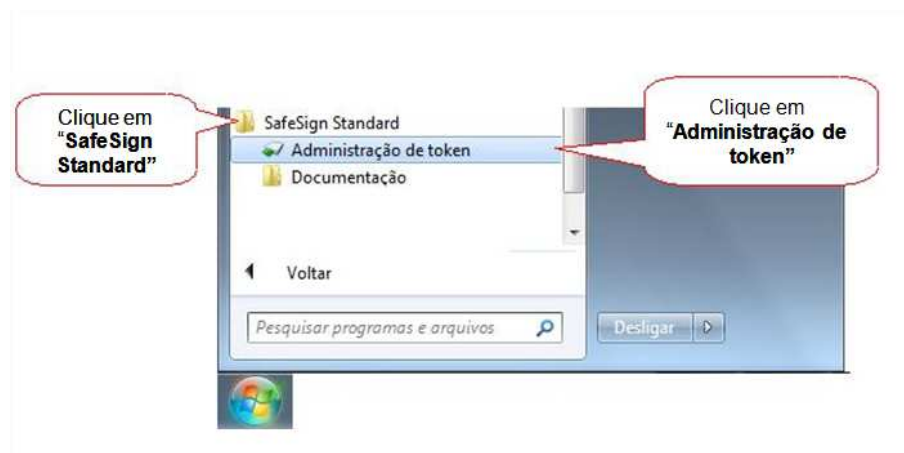 Clique em
“SafeSign
Standard”
SafeSign Standard
Administração de token
Documentação
Clique em
“Administração de
token”
Voltar
Pesquisar programas e arquivos
Desligar